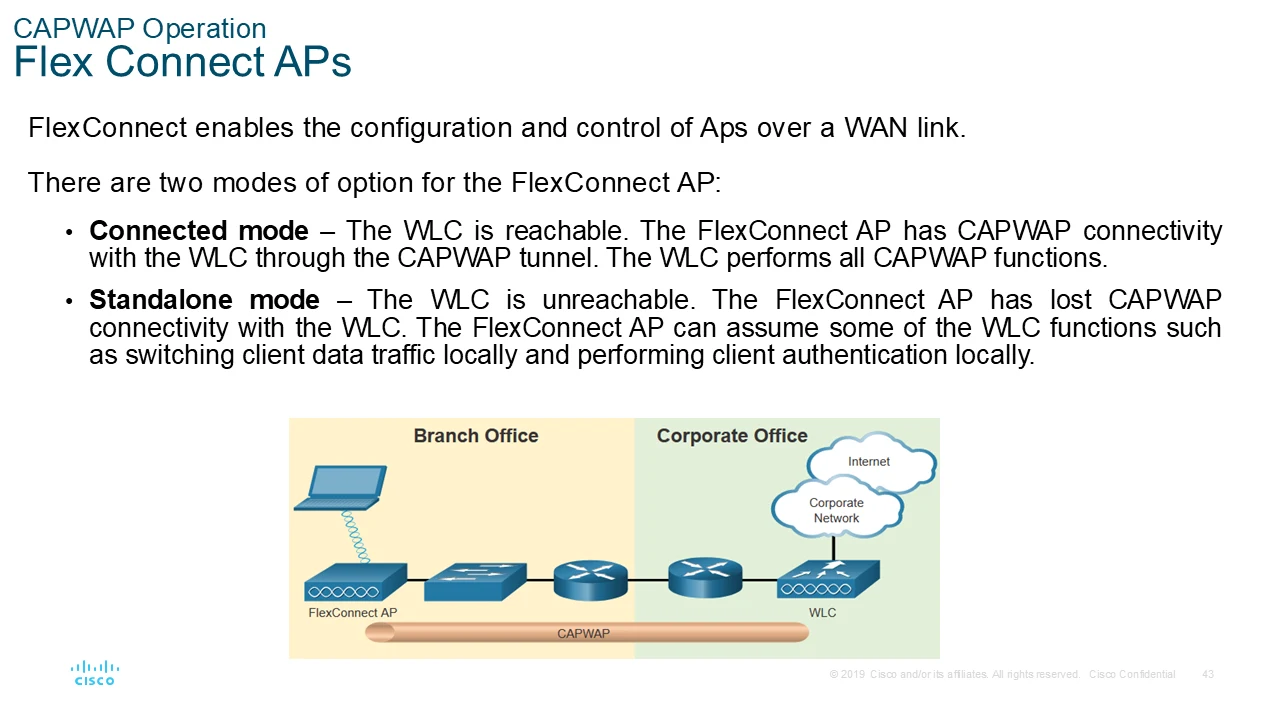 CAPWAP Operation
Flex Connect APs
FlexConnect enables the configuration and control of Aps over a WAN link.
There are two modes of option for the FlexConnect AP:
• Connected mode – The WLC is reachable. The FlexConnect AP has CAPWAP connectivity
with the WLC through the CAPWAP tunnel. The WLC performs all CAPWAP functions.
• Standalone mode – The WLC is unreachable. The FlexConnect AP has lost CAPWAP
connectivity with the WLC. The FlexConnect AP can assume some of the WLC functions such
as switching client data traffic locally and performing client authentication locally.
Branch Office
Corporate Office
Internet
Corporate
Network
FlexConnect AP
WLC
CAPWAP
CISCO
© 2019 Cisco and/or its affiliates. All rights reserved. Cisco Confidential
43